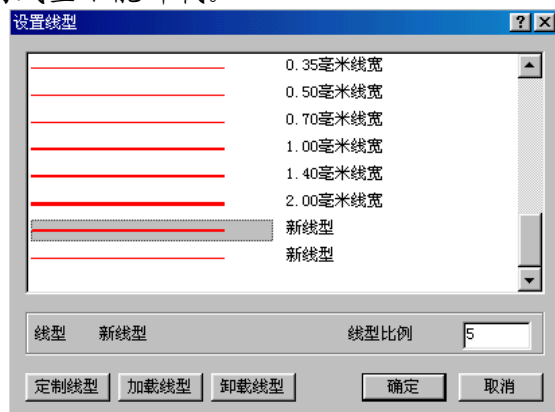 设置线型
0.35毫米线宽
0.50毫米线宽
0.70毫米线宽
1.00毫米线宽
1.40毫米线宽
2.00毫米线宽
新线型
新线型
线型 新线型 线型比例 5
定制线型 加载线型 卸载线型 确定 取消